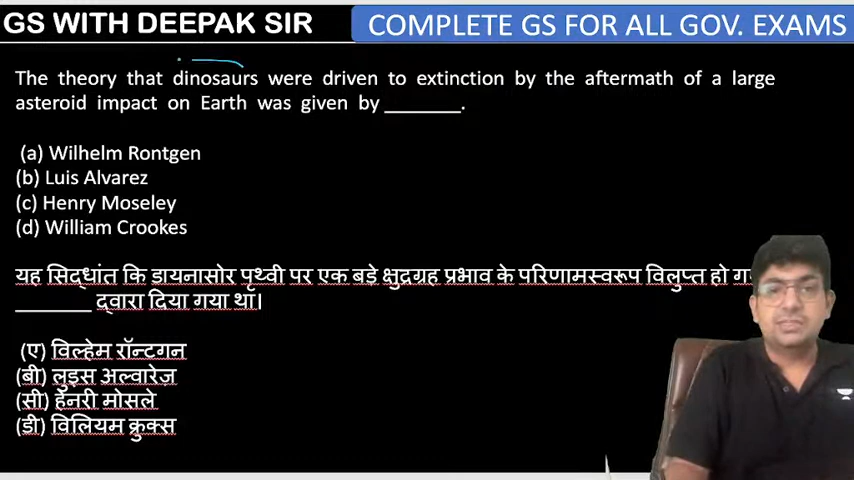 GS WITH DEEPAK SIR
COMPLETE GS FOR ALL GOV. EXAMS
The theory that dinosaurs were driven to extinction by the aftermath of a large
asteroid impact on Earth was given by ________.
(a) Wilhelm Rontgen
(b) Luis Alvarez
(c) Henry Moseley
(d) William Crookes
यह सिद्धांत कि डायनासोर पृथ्वी पर एक बड़े क्षुद्रग्रह प्रभाव के परिणामस्वरूप विलुप्त हो
________ द्वारा दिया गया था।
(ए) विल्हेम रॉन्टगन
(बी) लुइस अल्वारेज़
(सी) हेनरी मोसले
(डी) विलियम क्रुक्स